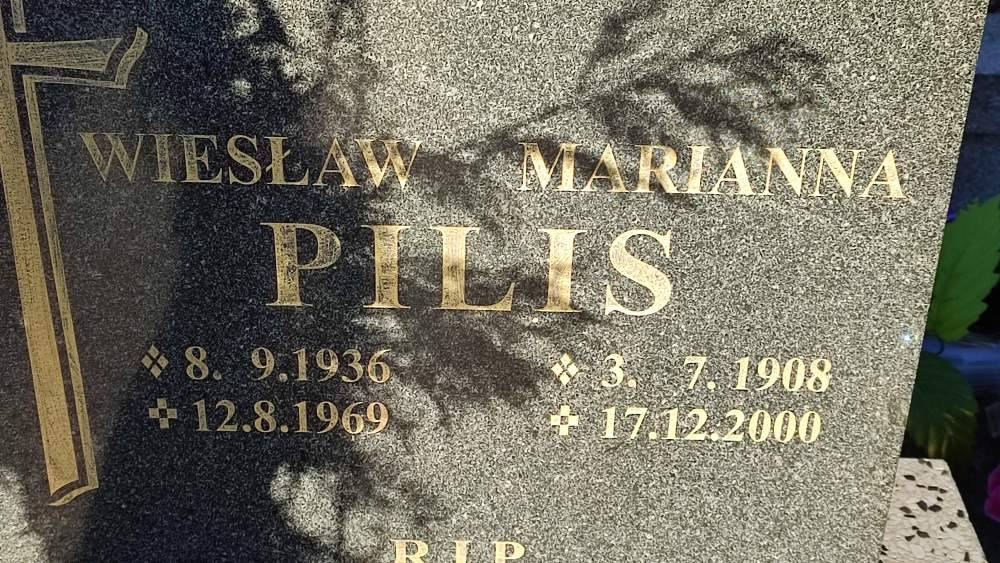 WIESŁAW MARIANNA
PILIS
8. 9.1936 3. 7.1908
12.8.1969 17.12.2000
R.I.P.